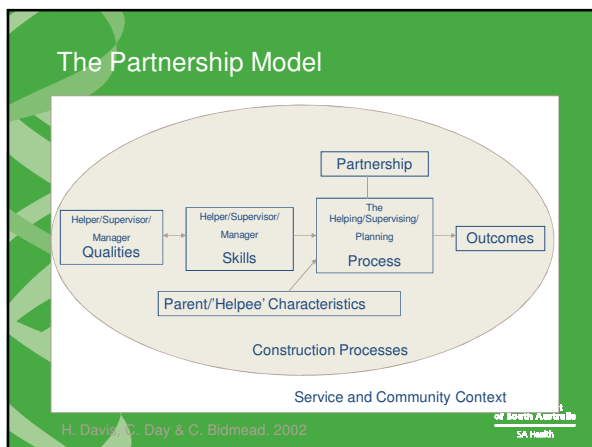 The Partnership Model
Partnership
Helper/Supervisor/
Manager
Qualities
Helper/Supervisor/
Manager
Skills
The
Helping/Supervising/
Planning
Process
Outcomes
Parent/'Helpee' Characteristics
Construction Processes
Service and Community Context
H. Davis, C. Day & C. Bidmead. 2002
of South Australia
SA Health